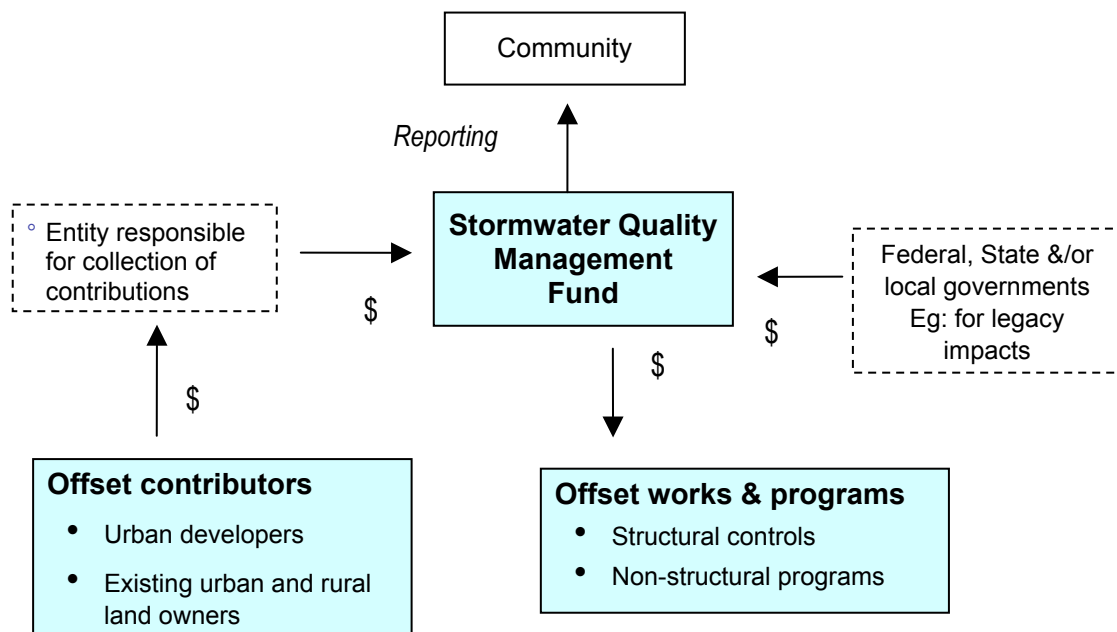 Community
Reporting
Stormwater Quality
Management
Fund
° Entity responsible
for collection of
contributions
$
Federal, State &/or
local governments
Eg: for legacy
impacts
$
$
$
Offset contributors
• Urban developers
• Existing urban and rural
land owners
Offset works & programs
• Structural controls
• Non-structural programs